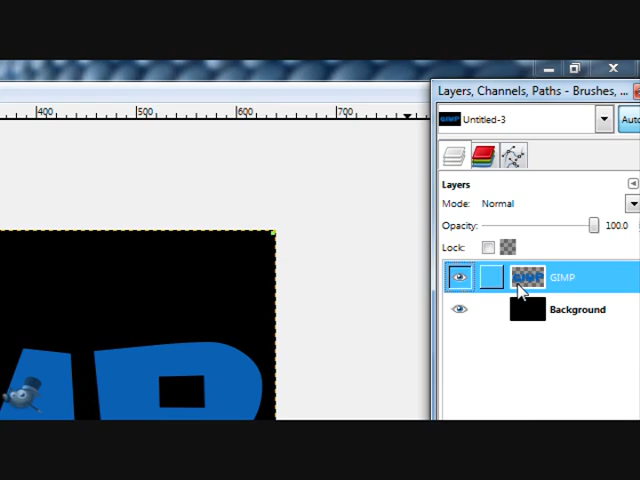 Layers, Channels, Paths - Brushes, ...
400 500 600 700
Untitled-3
Auto
Layers
Mode: Normal
Opacity: 100.0
Lock:
GIMP
Background
MP